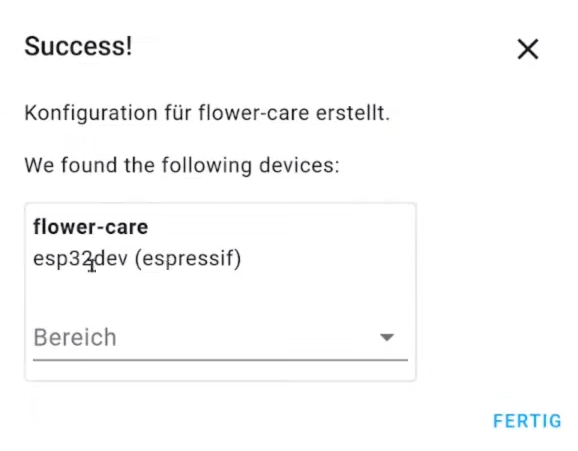 Success!
Konfiguration für flower-care erstellt.
We found the following devices:
flower-care
esp32dev (espressif)
Bereich
FERTIG